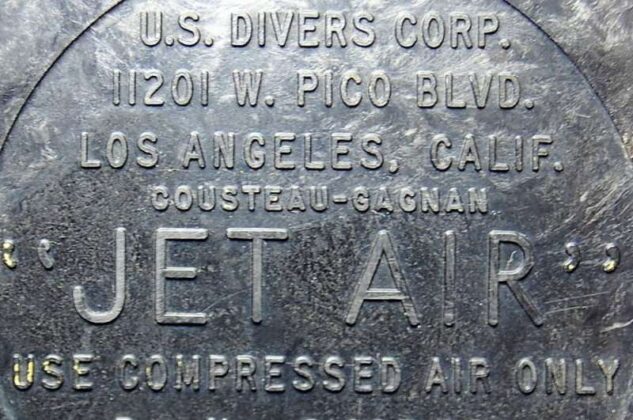 U.S. DIVERS CORP.
11201 W. PICO BLVD.
LOS ANGELES, CALIF.
COUSTEAU-GAGNAN
“JET AIR”
USE COMPRESSED AIR ONLY